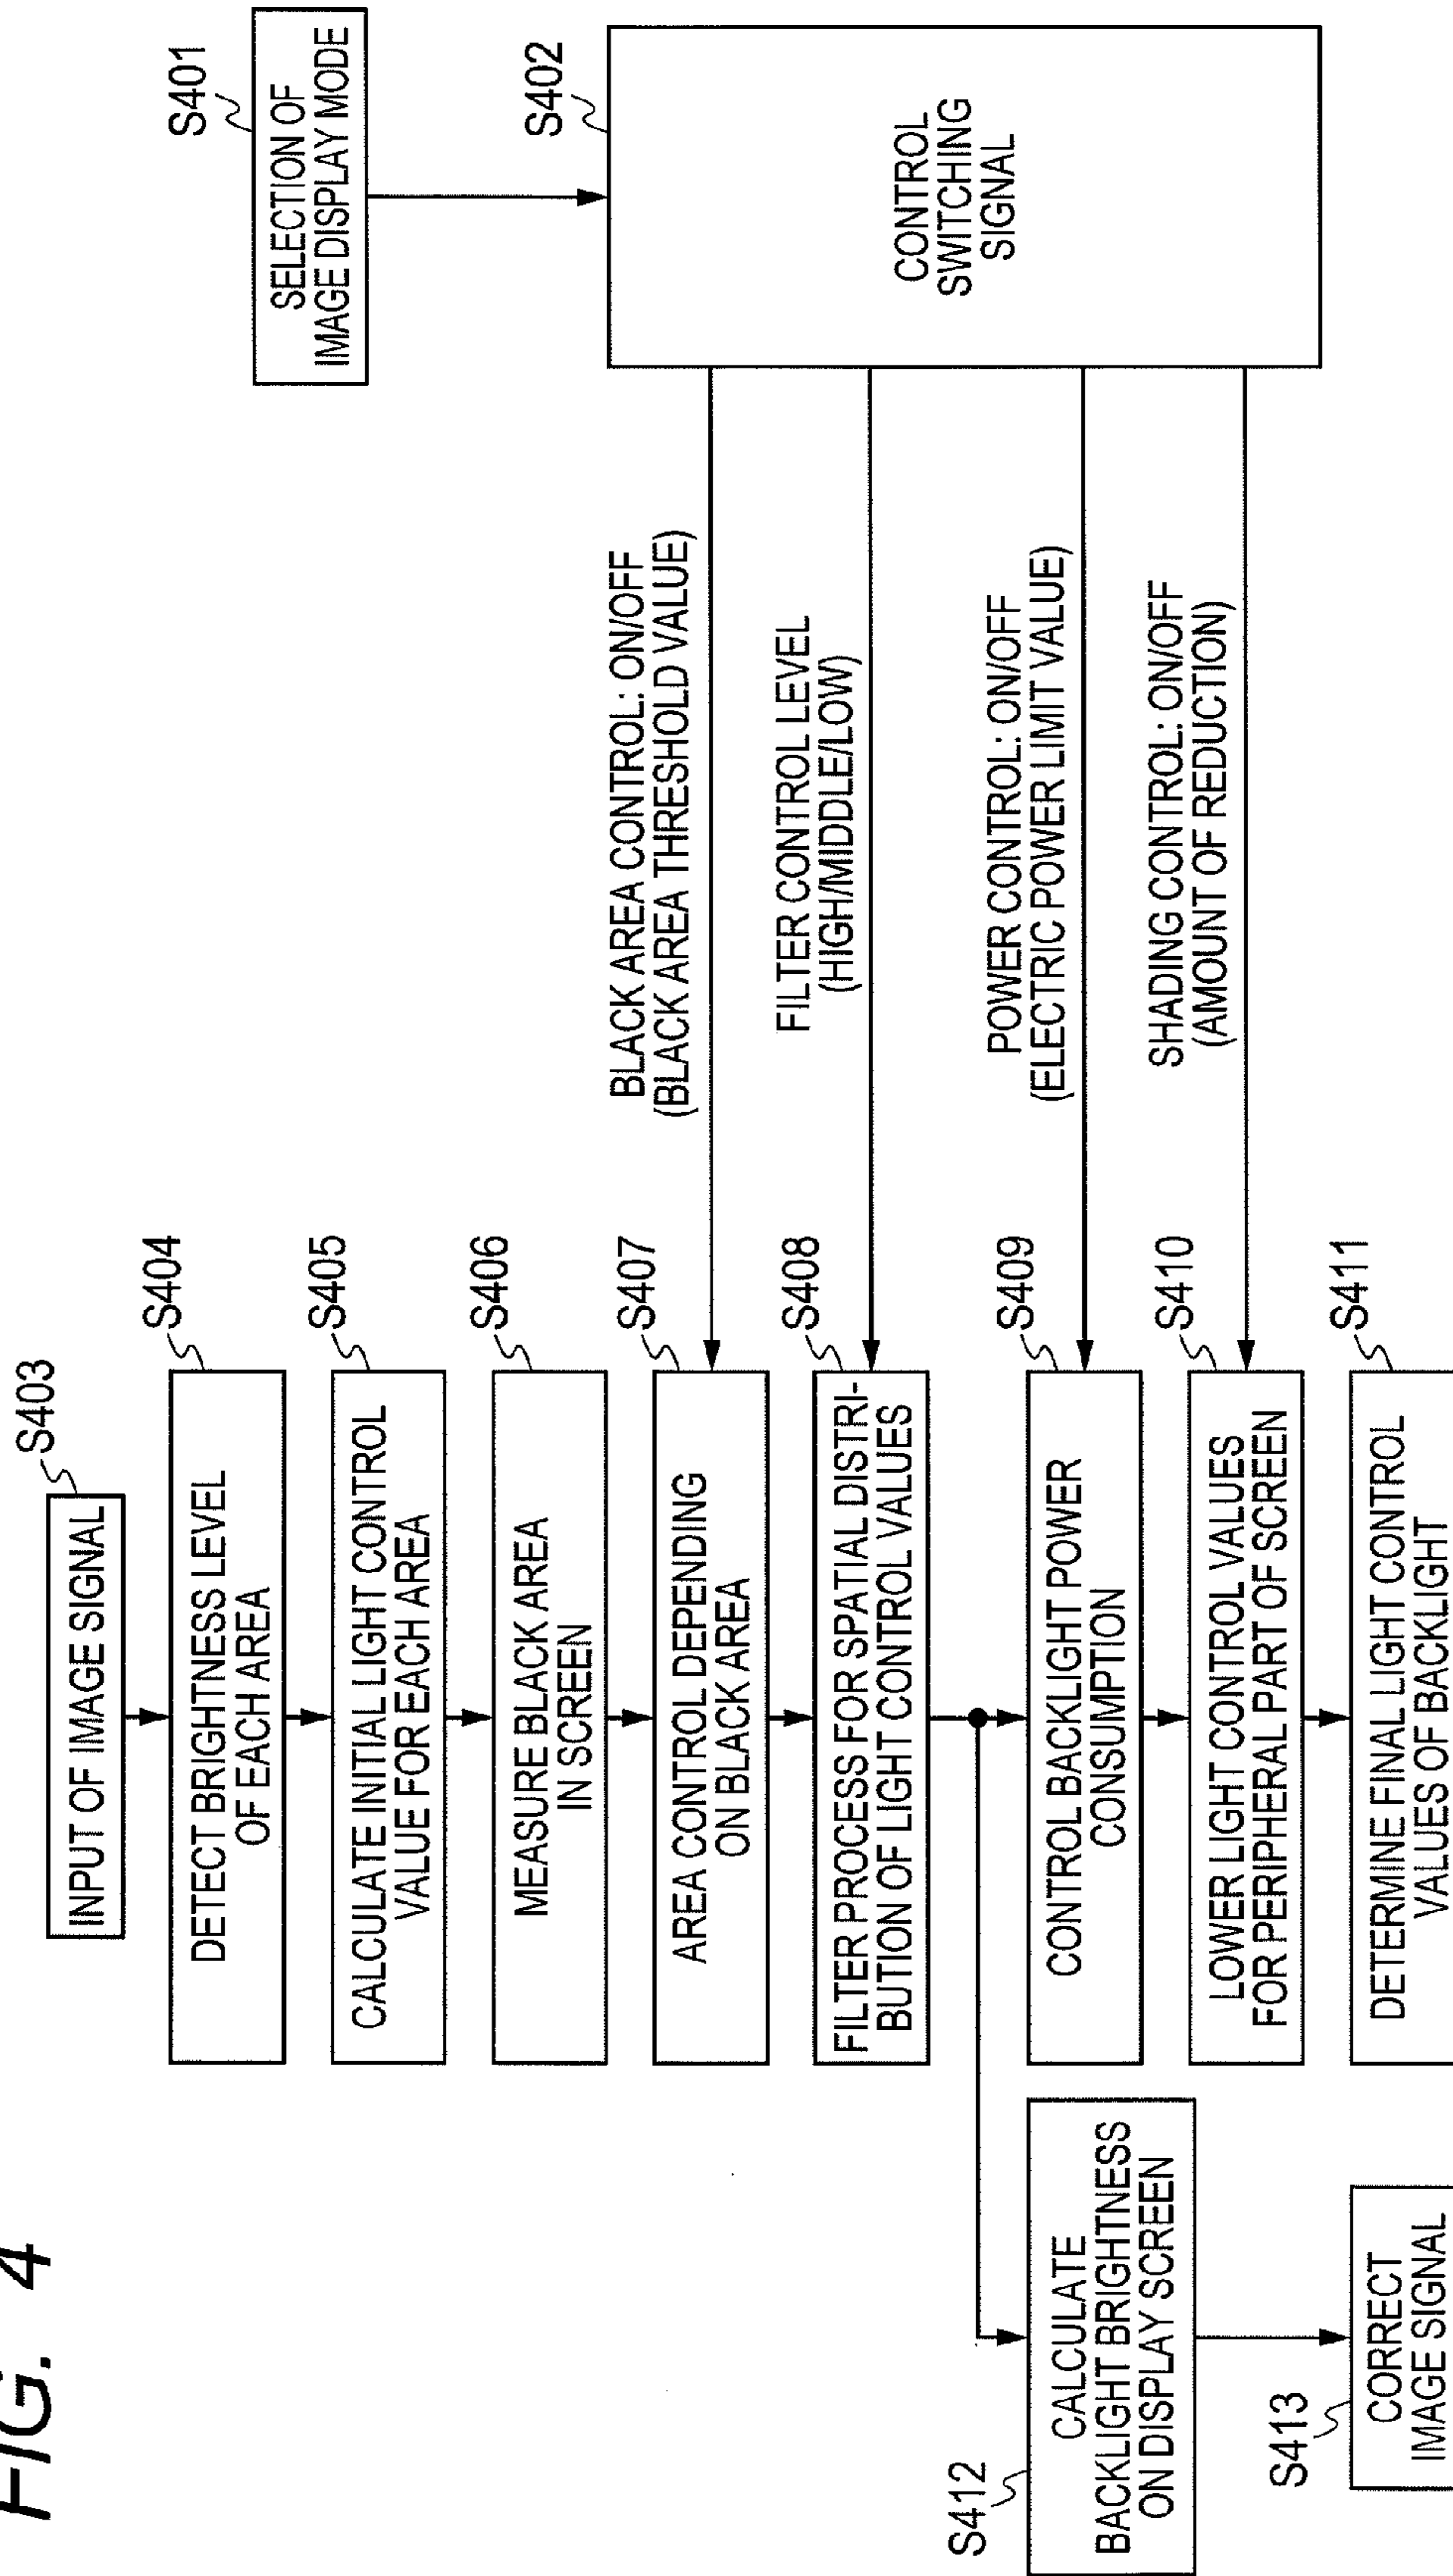 FIG. 4
S401
SELECTION OF
IMAGE DISPLAY MODE
S402
CONTROL
SWITCHING
SIGNAL
S403
INPUT OF IMAGE SIGNAL
S404
DETECT BRIGHTNESS LEVEL
OF EACH AREA
S405
CALCULATE INITIAL LIGHT CONTROL
VALUE FOR EACH AREA
S406
MEASURE BLACK AREA
IN SCREEN
S407
AREA CONTROL DEPENDING
ON BLACK AREA
BLACK AREA CONTROL: ON/OFF
(BLACK AREA THRESHOLD VALUE)
S408
FILTER PROCESS FOR SPATIAL DISTRI-
BUTION OF LIGHT CONTROL VALUES
FILTER CONTROL LEVEL
(HIGH/MIDDLE/LOW)
S409
CONTROL BACKLIGHT POWER
CONSUMPTION
POWER CONTROL: ON/OFF
(ELECTRIC POWER LIMIT VALUE)
S410
LOWER LIGHT CONTROL VALUES
FOR PERIPHERAL PART OF SCREEN
SHADING CONTROL: ON/OFF
(AMOUNT OF REDUCTION)
S411
DETERMINE FINAL LIGHT CONTROL
VALUES OF BACKLIGHT
S412
CALCULATE
BACKLIGHT BRIGHTNESS
ON DISPLAY SCREEN
S413
CORRECT
IMAGE SIGNAL